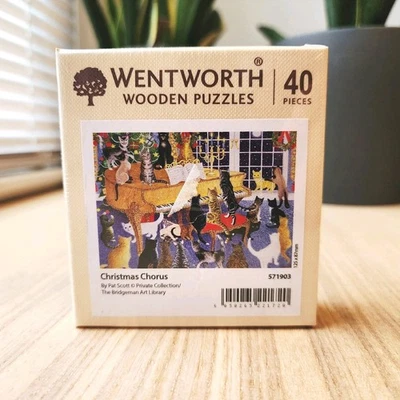 WENTWORTH®
WOODEN PUZZLES
40
PIECES
Christmas Chorus
571903
By Pat Scott © Private Collection/
The Bridgeman Art Library